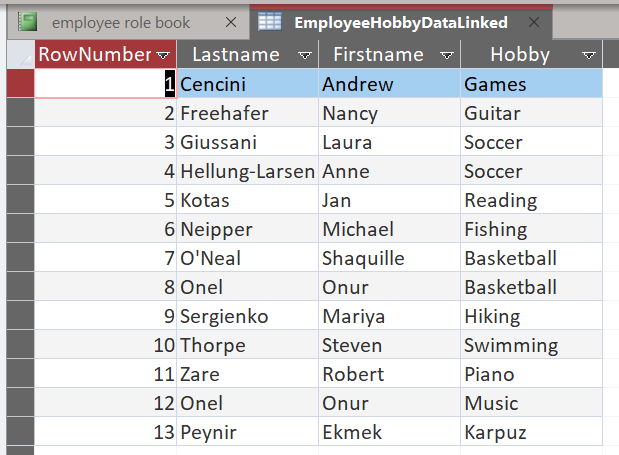 employee role book EmployeeHobbyDataLinked
RowNumber Lastname Firstname Hobby
1 Cencini Andrew Games
2 Freehafer Nancy Guitar
3 Giussani Laura Soccer
4 Hellung-Larsen Anne Soccer
5 Kotas Jan Reading
6 Neipper Michael Fishing
7 O'Neal Shaquille Basketball
8 Onel Onur Basketball
9 Sergienko Mariya Hiking
10 Thorpe Steven Swimming
11 Zare Robert Piano
12 Onel Onur Music
13 Peynir Ekmek Karpuz